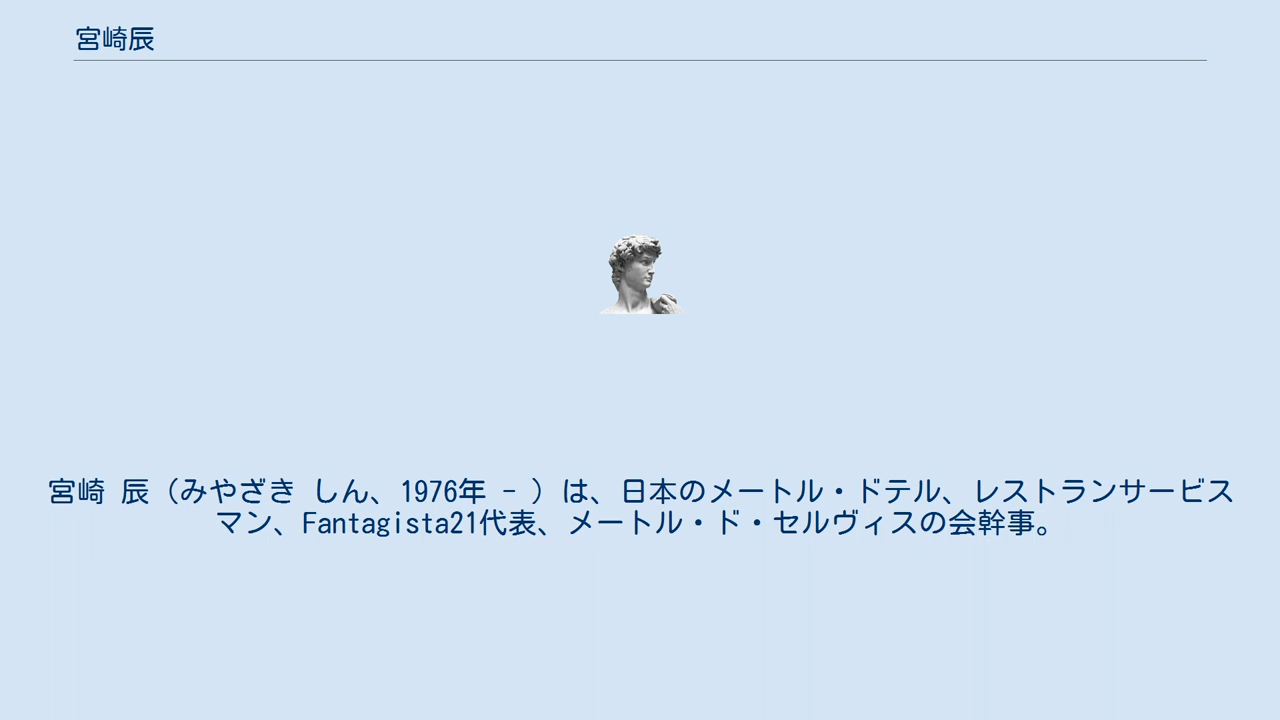 宮崎辰
宮崎 辰（みやざき しん、1976年 - ）は、日本のメートル・ドテル、レストランサービス
マン、Fantagista21代表、メートル・ド・セルヴィスの会幹事。